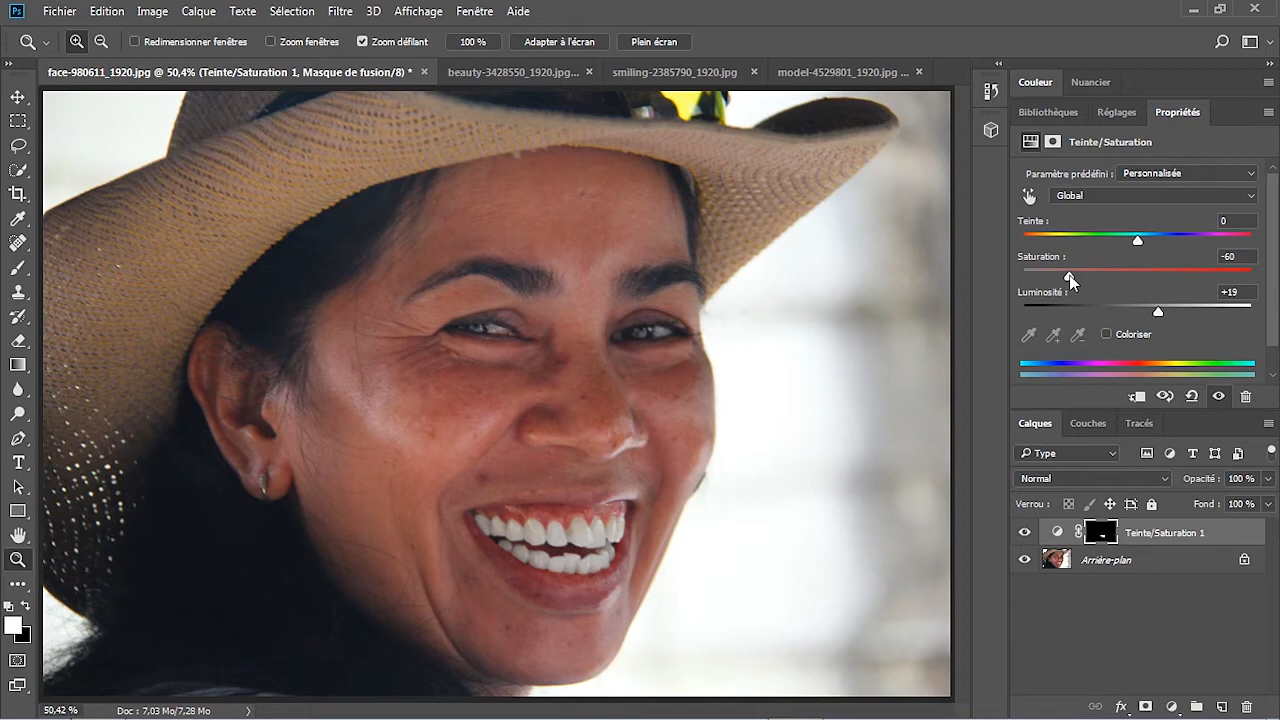 Ps Fichier Edition Image Calque Texte Sélection Filtre 3D Affichage Fenêtre Aide
Redimensionner fenêtres Zoom fenêtres Zoom défilant 100 % Adapter à l'écran Plein écran
face-980611_1920.jpg @ 50,4% (Teinte/Saturation 1, Masque de fusion/8) * beauty-3428550_1920.jpg... smiling-2385790_1920.jpg model-4529801_1920.jpg ...
Couleur Nuancier
Bibliothèques Réglages Propriétés
Teinte/Saturation
Paramètre prédéfini : Personnalisée
Global
Teinte : 0
Saturation : -60
Luminosité : +19
Coloriser
Calques Couches Tracés
Type
Normal Opacité : 100 %
Verrou : Fond : 100 %
Teinte/Saturation 1
Arrière-plan
T
50,42 % Doc : 7,03 Mo/7,28 Mo